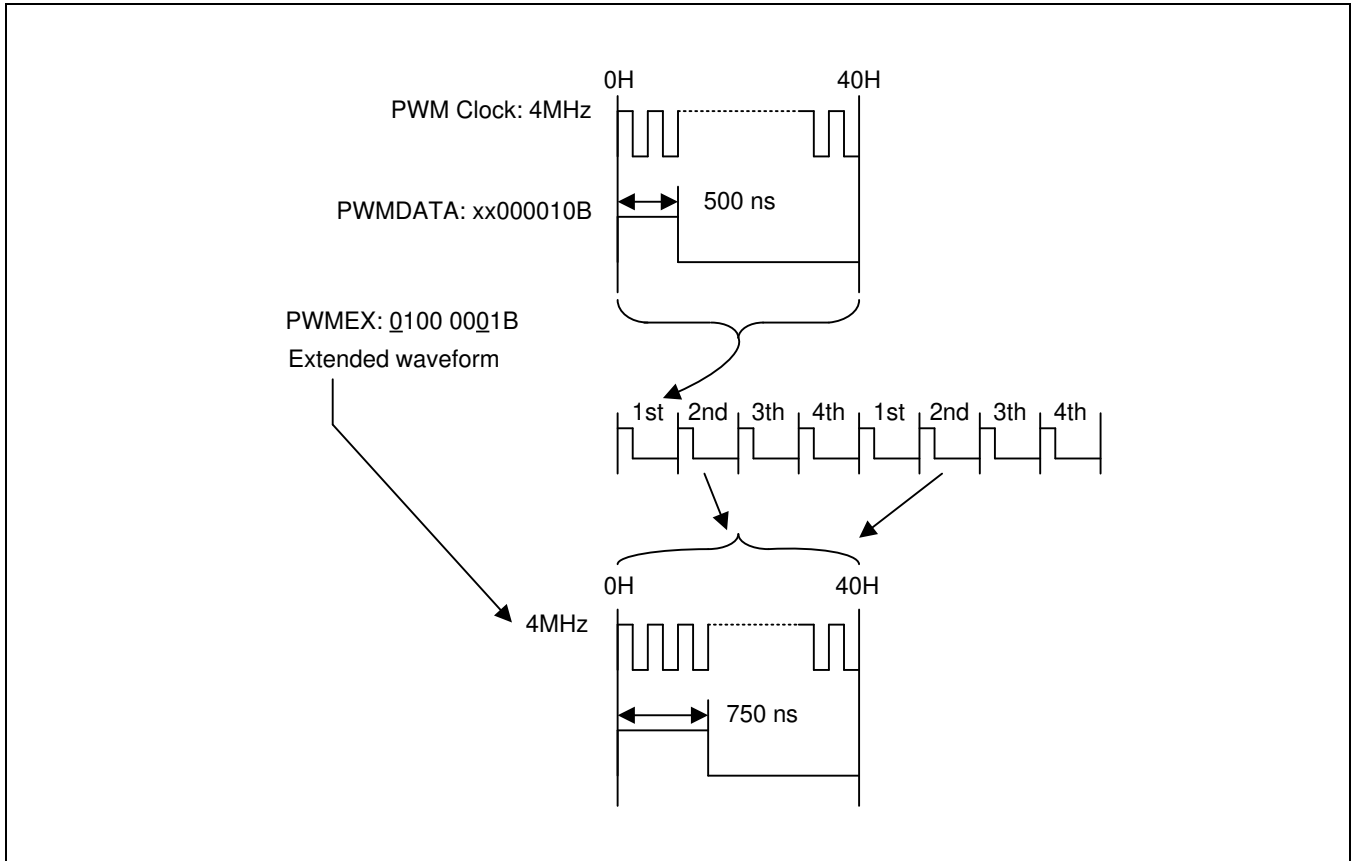 0H 40H
PWM Clock: 4MHz
PWMDATA: xx000010B
500 ns
PWMEX: 0100 0001B
Extended waveform
1st 2nd 3th 4th 1st 2nd 3th 4th
0H 40H
4MHz
750 ns